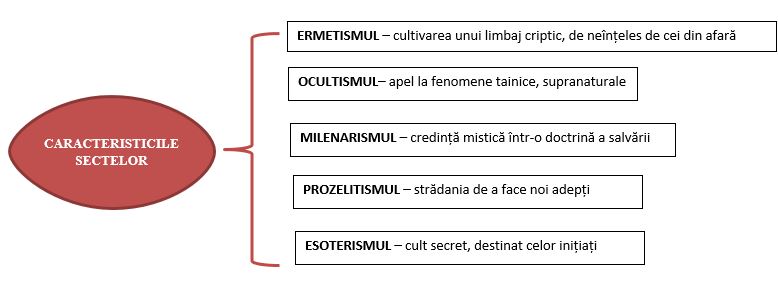 ERMETISMUL – cultivarea unui limbaj criptic, de neînțeles de cei din afară
OCULTISMUL– apel la fenomene tainice, supranaturale
CARACTERISTICILE
SECTELOR
MILENARISMUL – credință mistică într-o doctrină a salvării
PROZELITISMUL – strădania de a face noi adepți
ESOTERISMUL – cult secret, destinat celor inițiați